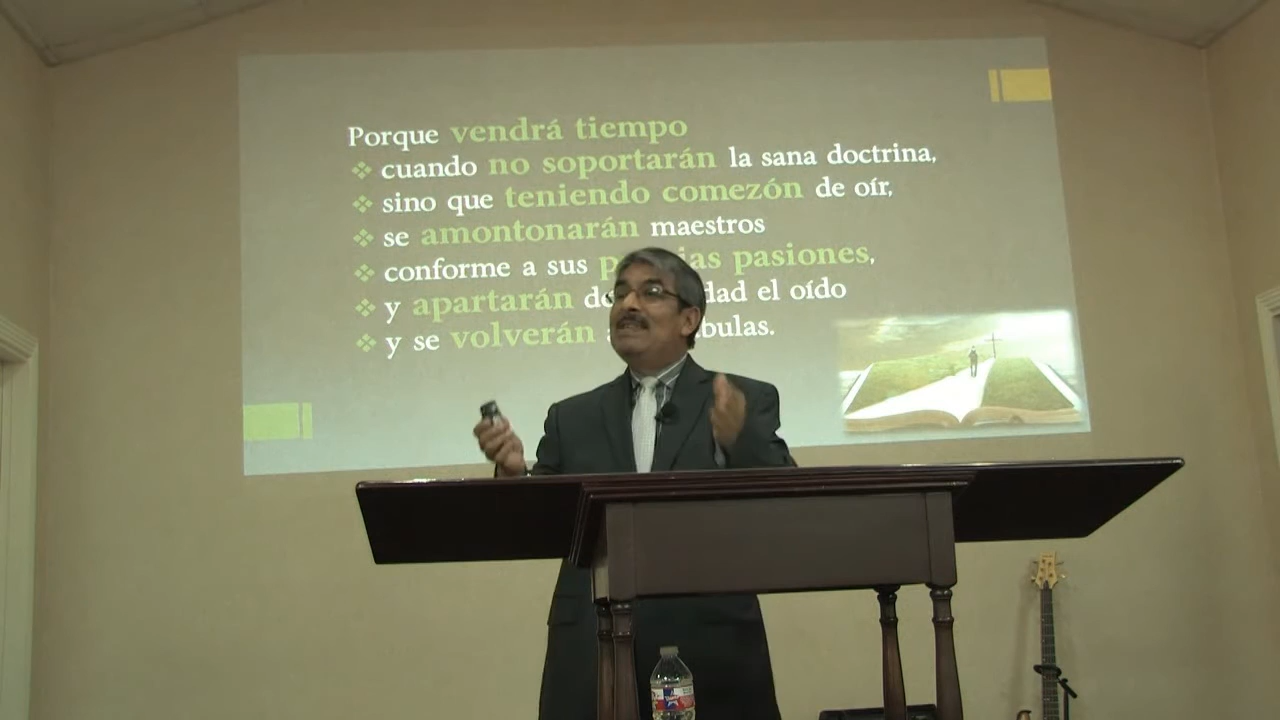 Porque vendrá tiempo
❖ cuando no soportarán la sana doctrina,
❖ sino que teniendo comezón de oír,
❖ se amontonarán maestros
❖ conforme a sus pasiones,
❖ y apartarán el oído
❖ y se volverán